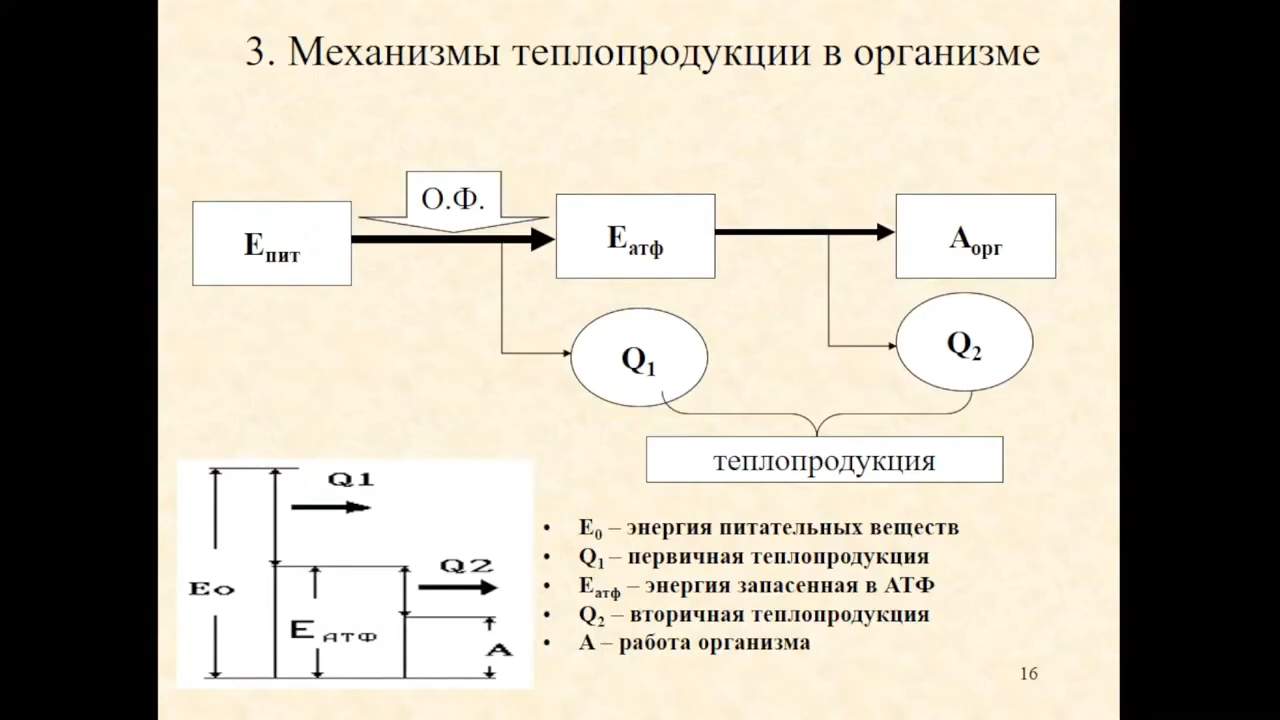 3. Механизмы теплопродукции в организме
О.Ф.
Eпит
Eатф
Aорг
Q1
Q2
теплопродукция
Q1
Q2
Eo
E АТФ
A
• E0 – энергия питательных веществ
• Q1 – первичная теплопродукция
• Eатф – энергия запасенная в АТФ
• Q2 – вторичная теплопродукция
• A – работа организма
16